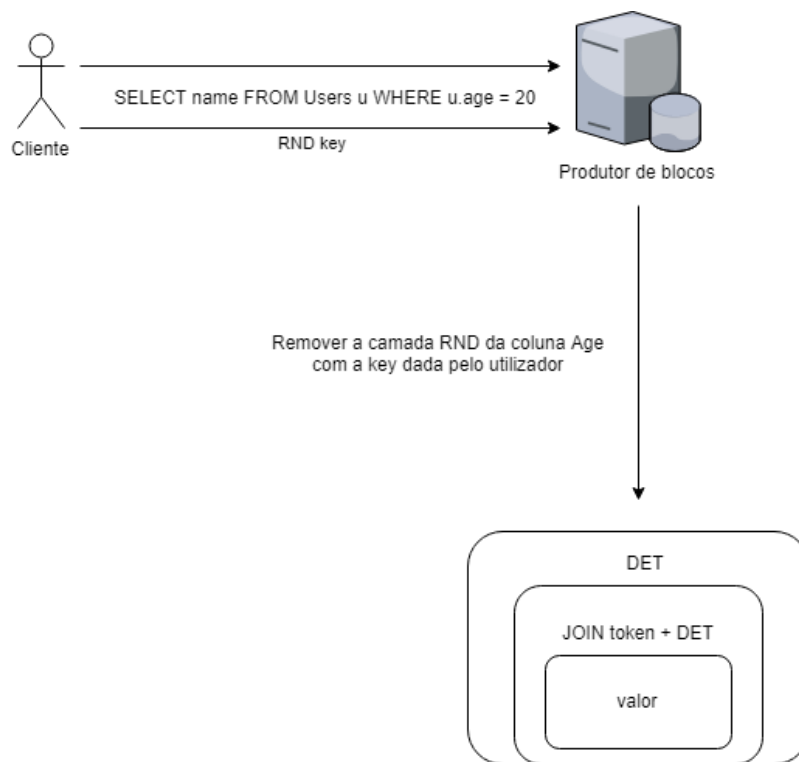 SELECT name FROM Users u WHERE u.age = 20
Cliente
RND key
Produtor de blocos
Remover a camada RND da coluna Age
com a key dada pelo utilizador
DET
JOIN token + DET
valor